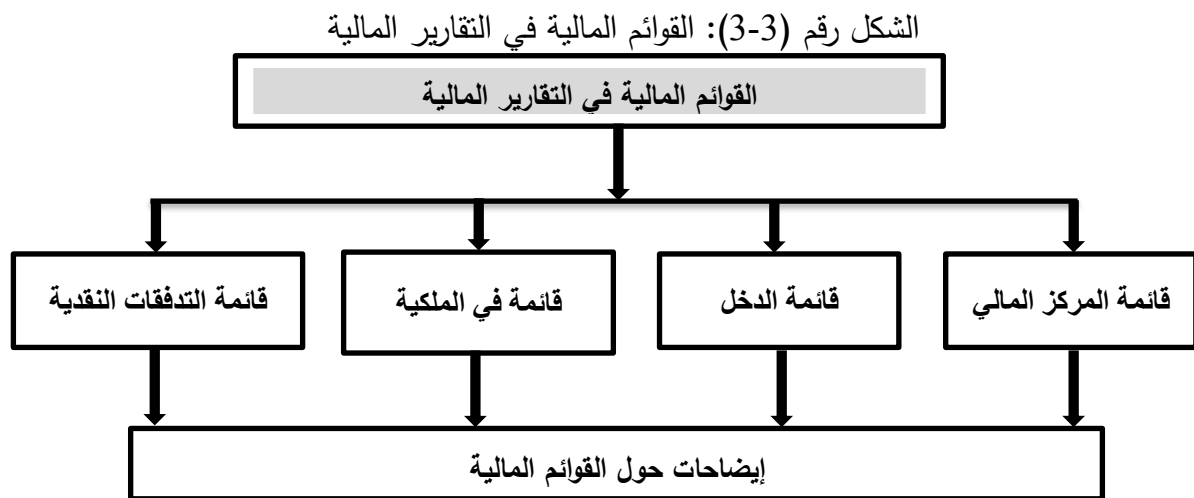 الشكل رقم (3-3): القوائم المالية في التقارير المالية
القوائم المالية في التقارير المالية
قائمة المركز المالي
قائمة الدخل
قائمة في الملكية
قائمة التدفقات النقدية
إيضاحات حول القوائم المالية